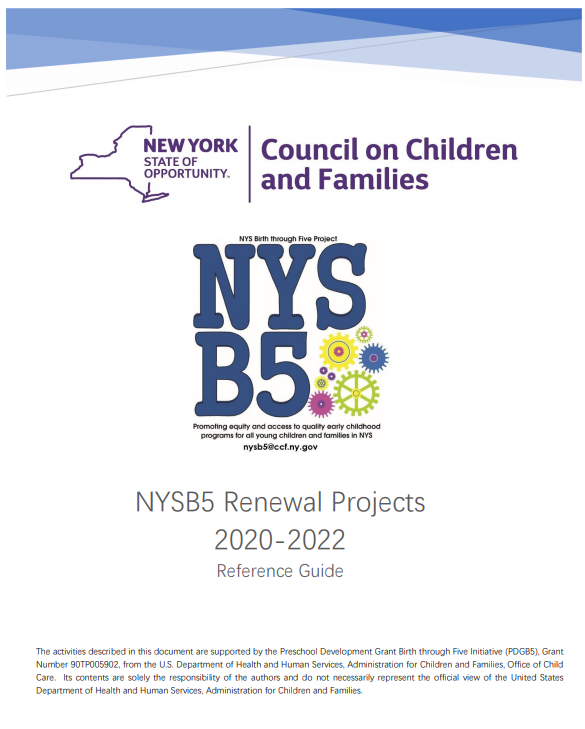 NEW YORK
STATE OF
OPPORTUNITY.
Council on Children
and Families
NYS Birth through Five Project
NYS
B5
Promoting equity and access to quality early childhood
programs for all young children and families in NYS
nysb5@ccf.ny.gov
NYSB5 Renewal Projects
2020-2022
Reference Guide
The activities described in this document are supported by the Preschool Development Grant Birth through Five Initiative (PDGB5), Grant
Number 90TP005902, from the U.S. Department of Health and Human Services, Administration for Children and Families, Office of Child
Care. Its contents are solely the responsibility of the authors and do not necessarily represent the official view of the United States
Department of Health and Human Services, Administration for Children and Families.